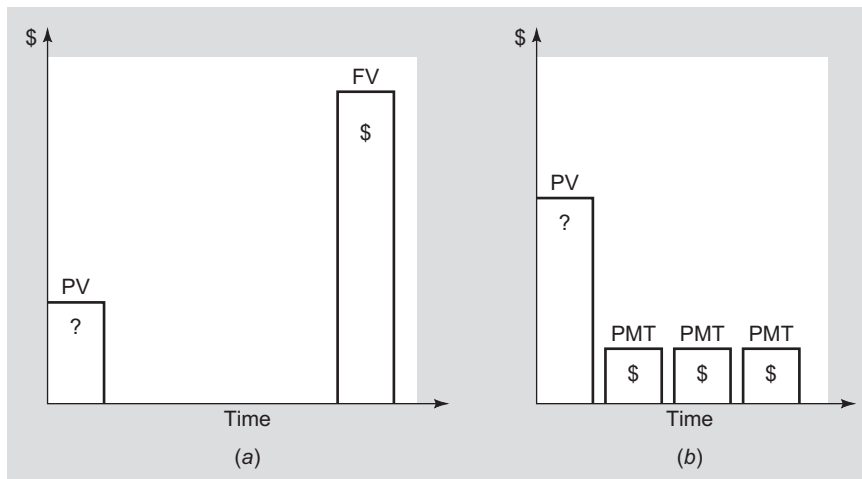 $
FV
$
PV
?
Time
(a)
$
PV
?
PMT PMT PMT
$ $ $
Time
(b)